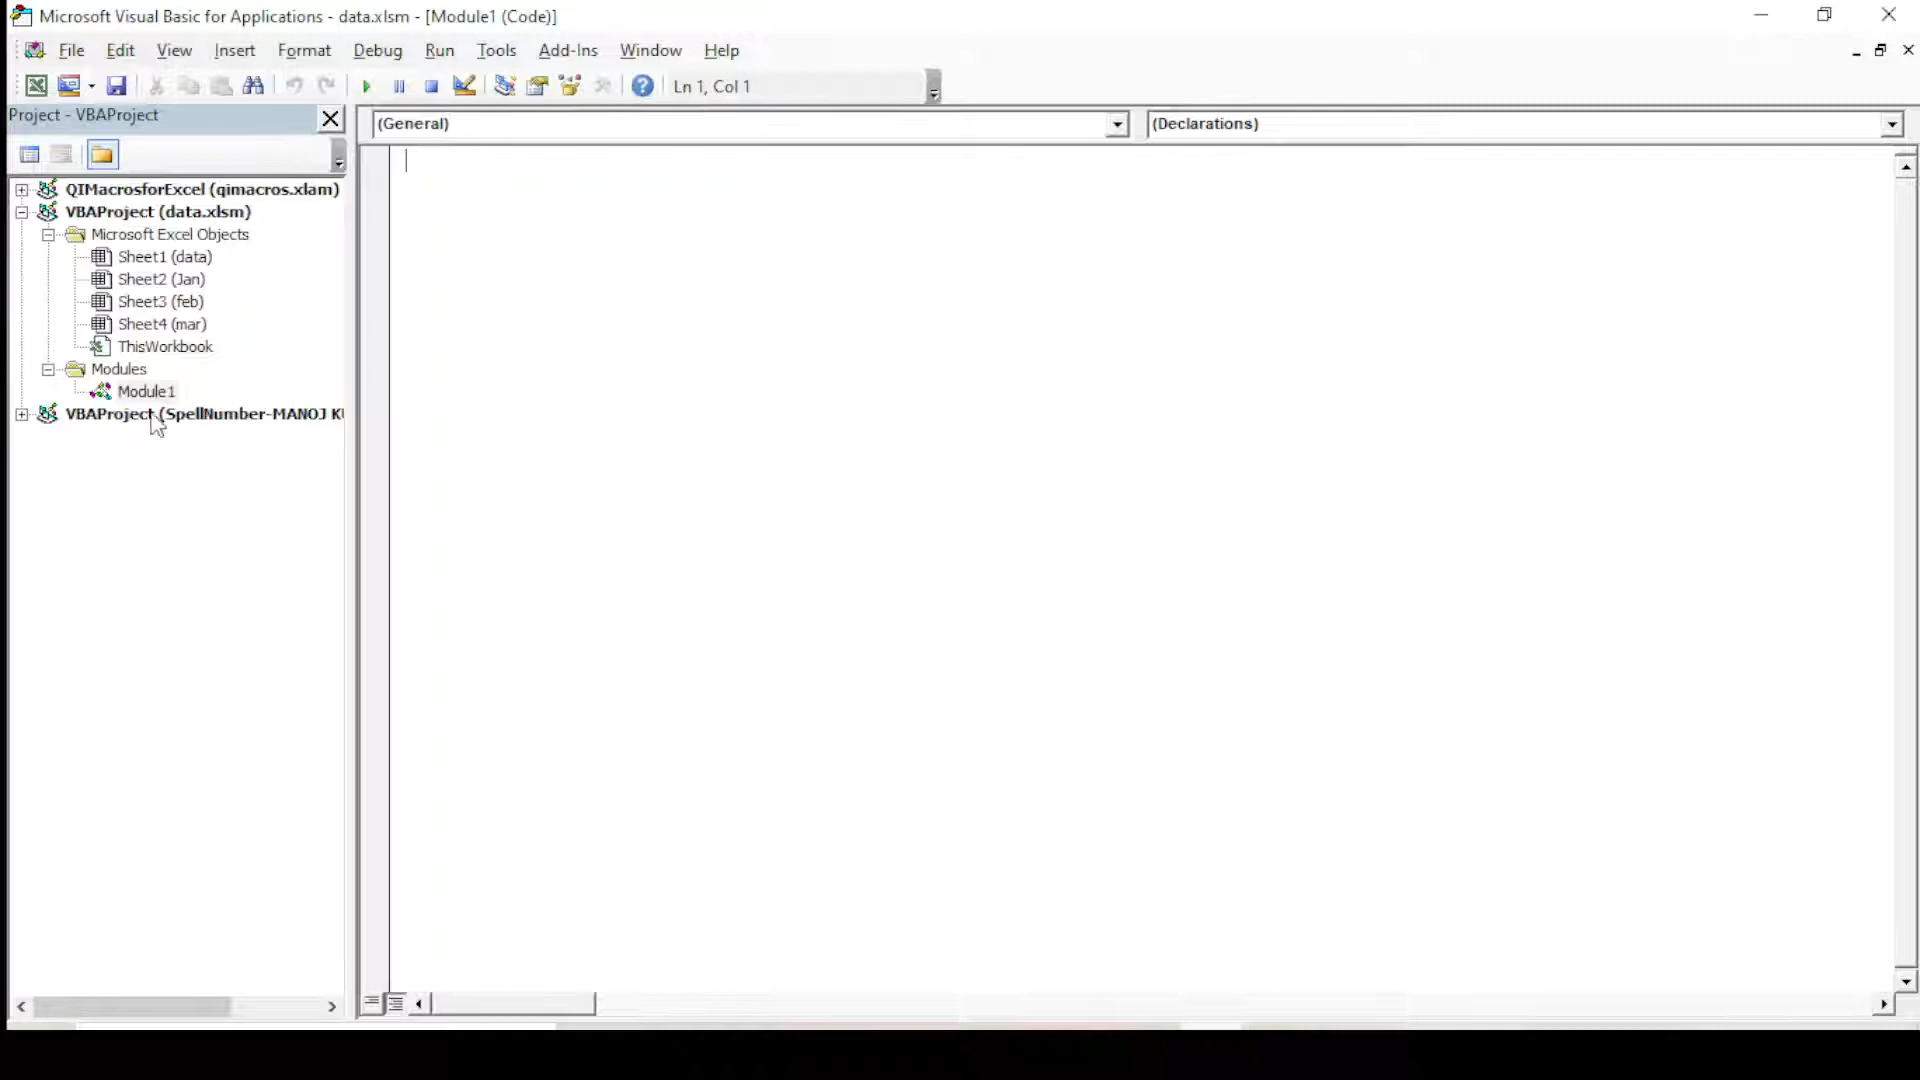 Microsoft Visual Basic for Applications - data.xlsm - [Module1 (Code)]
File Edit View Insert Format Debug Run Tools Add-Ins Window Help
Ln 1, Col 1
Project - VBAProject
(General) (Declarations)
QIMacrosforExcel (qimacros.xlam)
VBAProject (data.xlsm)
Microsoft Excel Objects
Sheet1 (data)
Sheet2 (Jan)
Sheet3 (feb)
Sheet4 (mar)
ThisWorkbook
Modules
Module1
VBAProject (SpellNumber-MANOJ